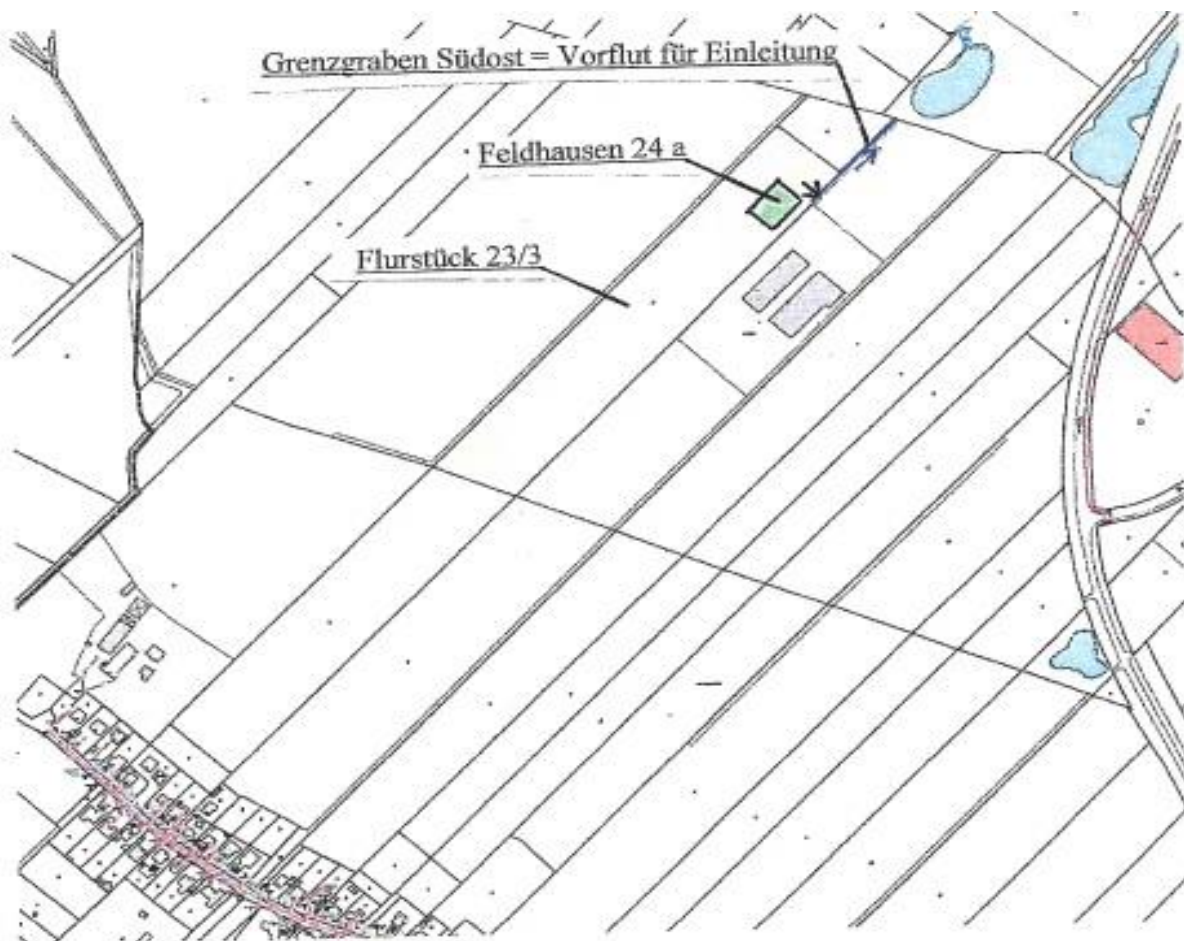 Grenzgraben Südost = Vorflut für Einleitung
Feldhausen 24 a
Flurstück 23/3